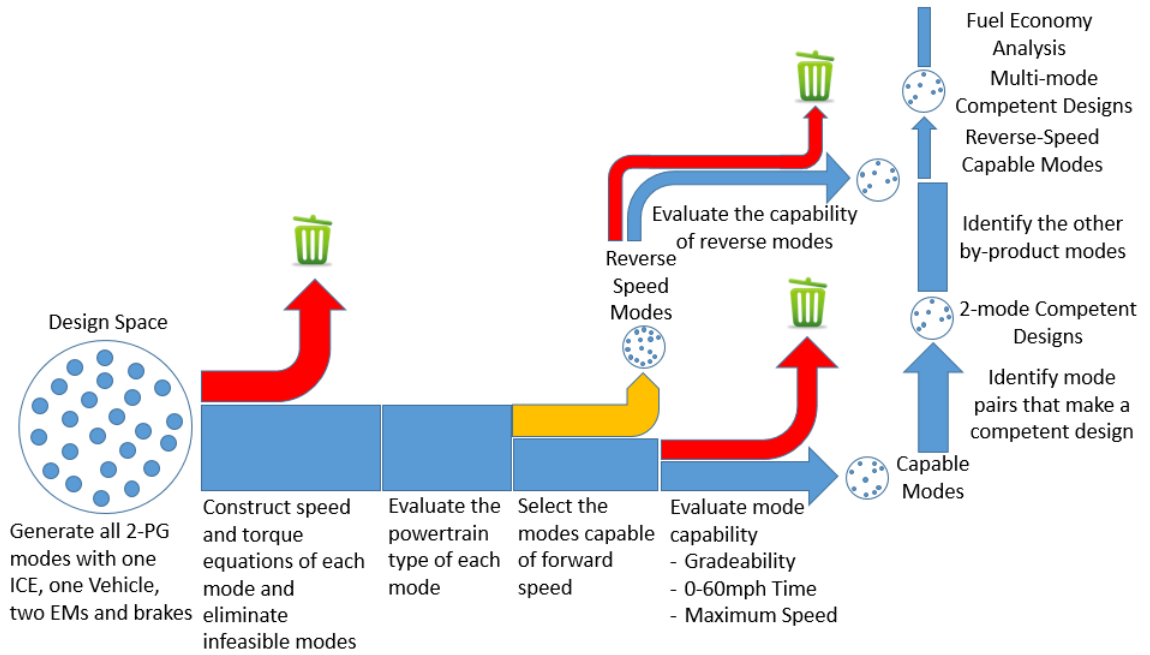 Design Space
Generate all 2-PG
modes with one
ICE, one Vehicle,
two EMs and brakes
Construct speed
and torque
equations of each
mode and
eliminate
infeasible modes
Evaluate the
powertrain
type of each
mode
Select the
modes capable
of forward
speed
Reverse
Speed
Modes
Evaluate the capability
of reverse modes
Evaluate mode
capability
- Gradeability
- 0-60mph Time
- Maximum Speed
Capable
Modes
Identify mode
pairs that make a
competent design
2-mode Competent
Designs
Identify the other
by-product modes
Reverse-Speed
Capable Modes
Multi-mode
Competent Designs
Fuel Economy
Analysis